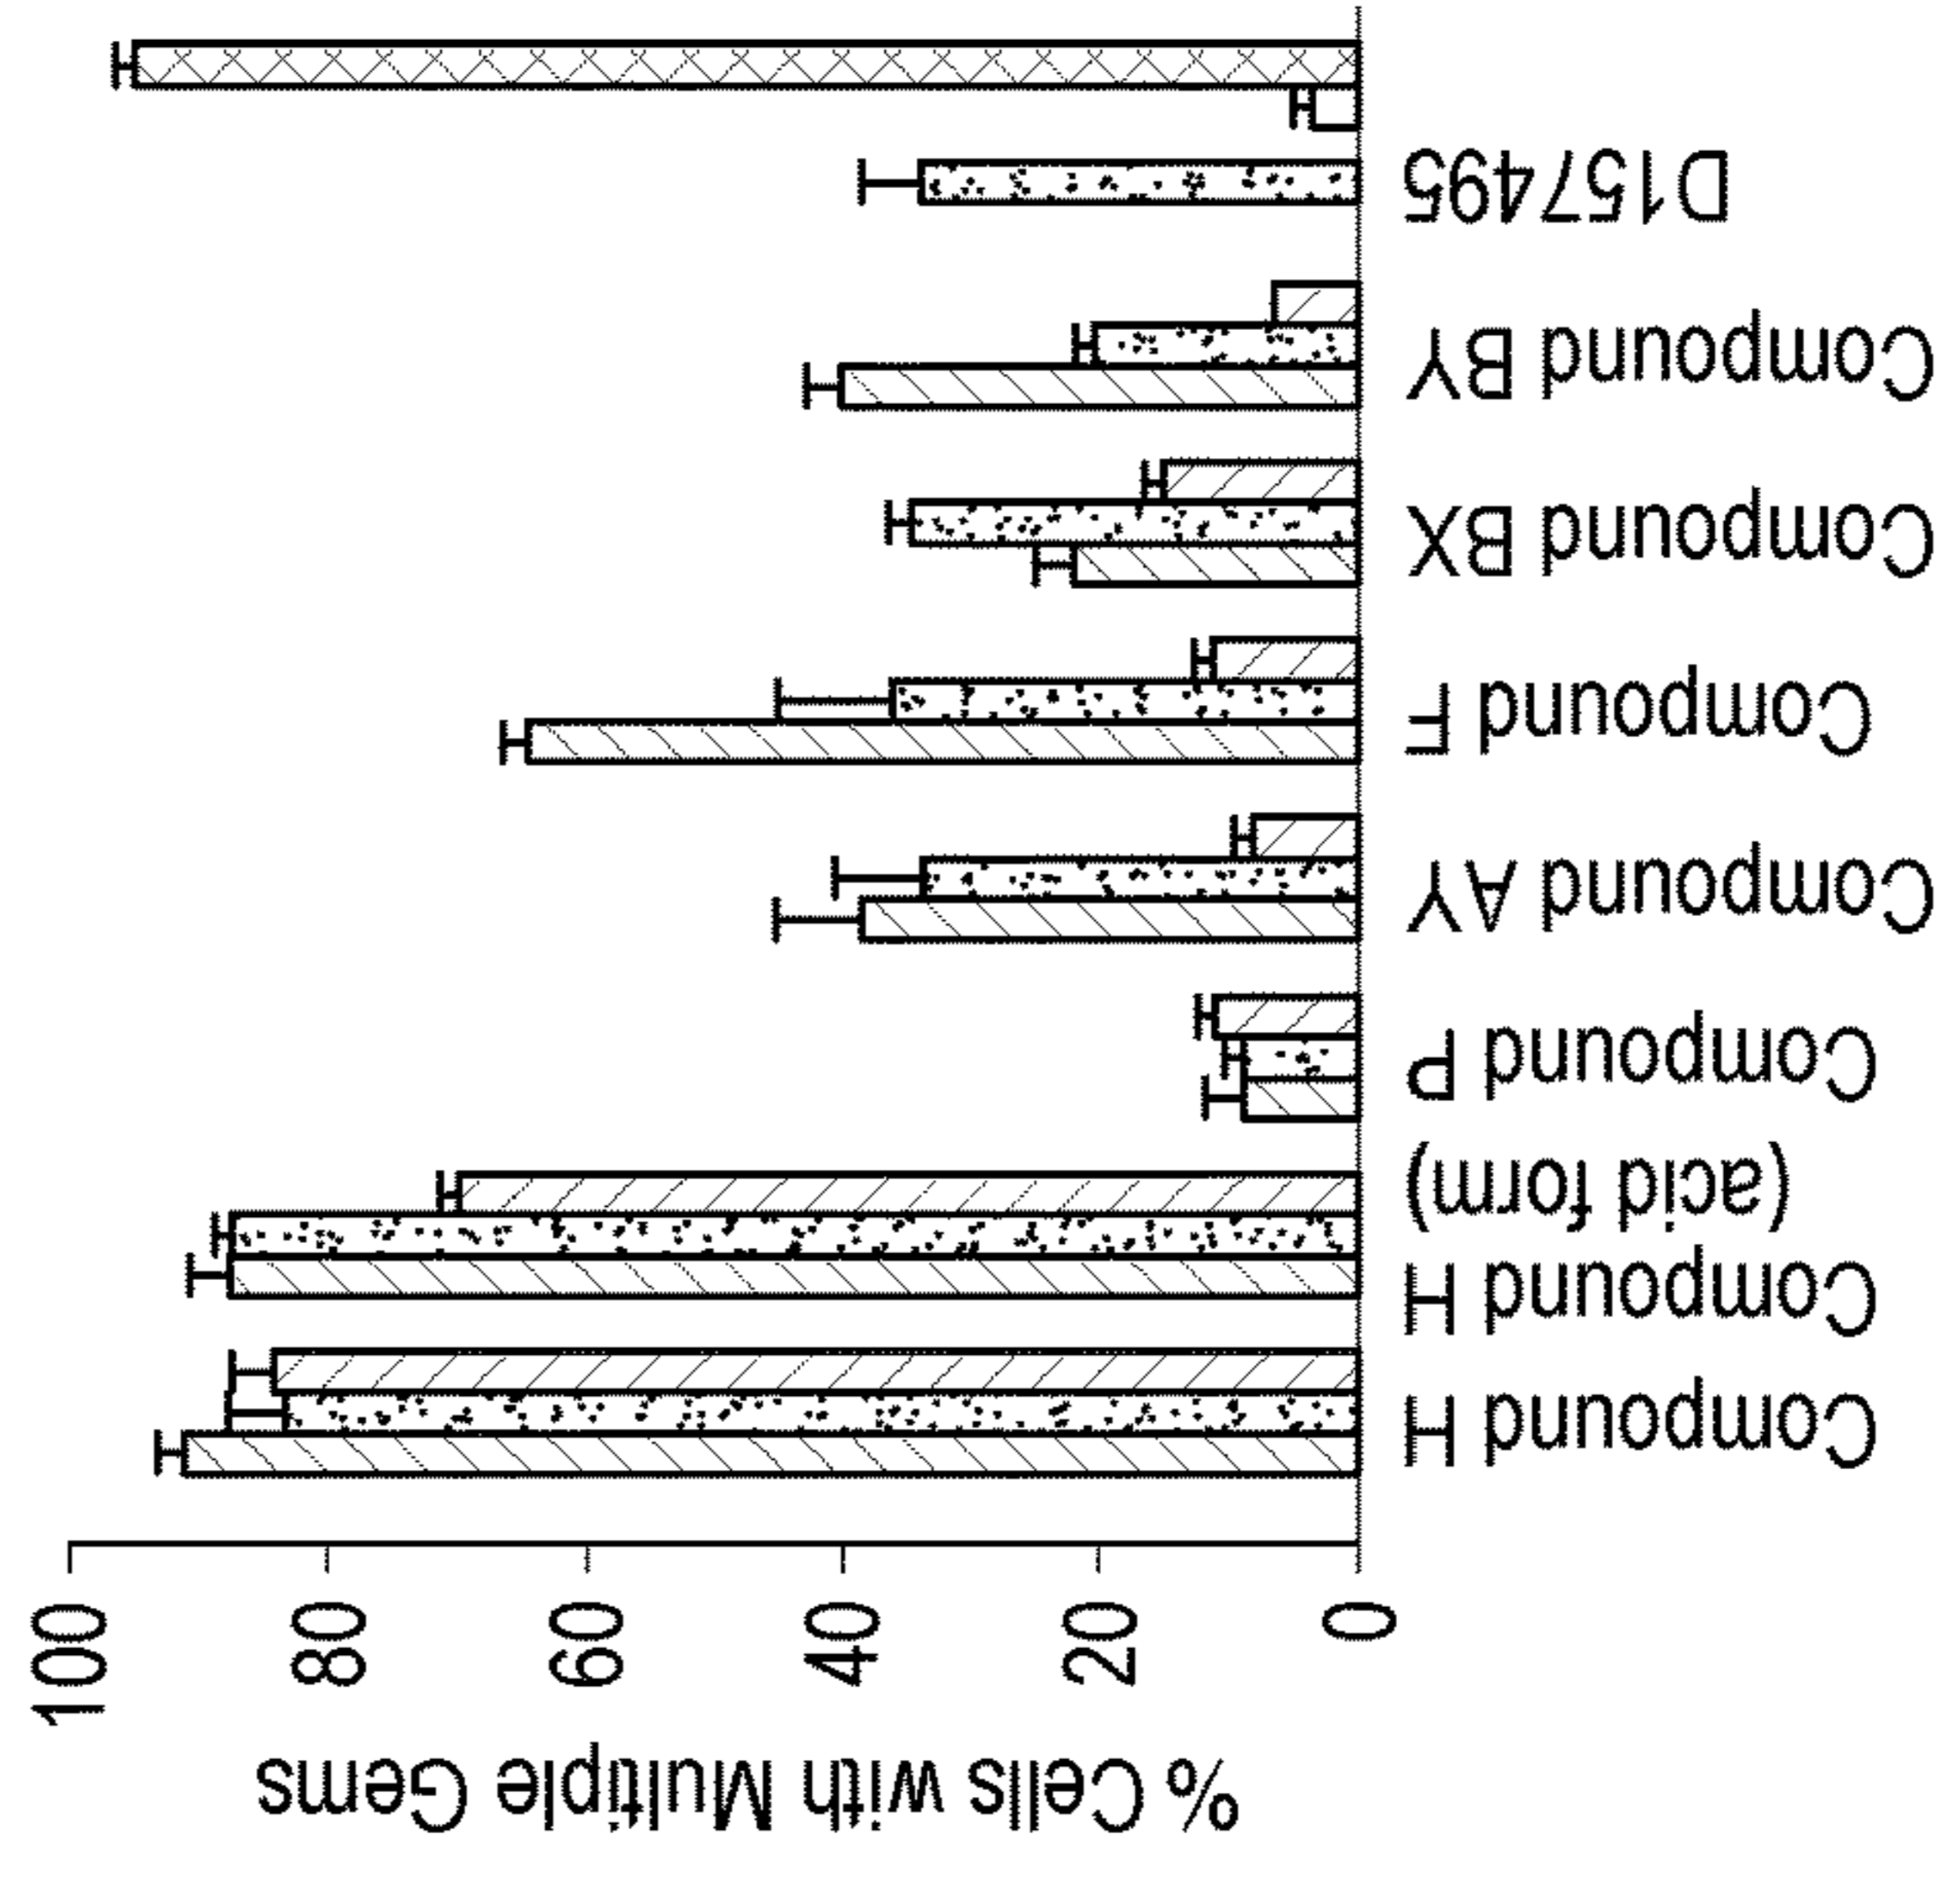 % Cells with Multiple Gems
100
80
60
40
20
0
Compound H
Compound H
(acid form)
Compound P
Compound AY
Compound F
Compound BX
Compound BY
D157495